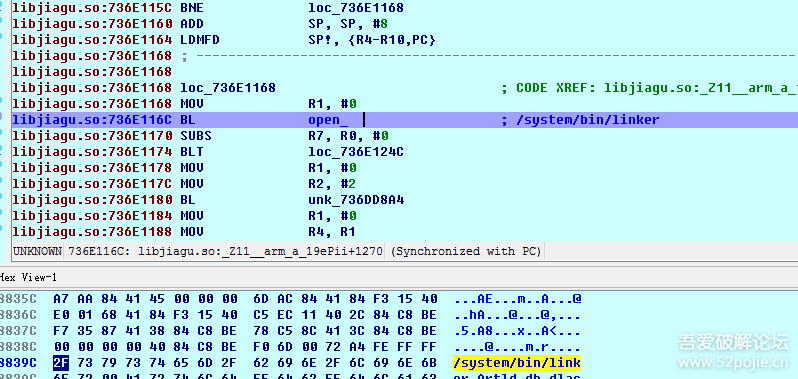 libjiagu.so:736E115C BNE loc_736E1168
libjiagu.so:736E1160 ADD SP, SP, #8
libjiagu.so:736E1164 LDMFD SP!, {R4-R10,PC}
libjiagu.so:736E1168 ; ---------------------------------------------------------------------------
libjiagu.so:736E1168
libjiagu.so:736E1168 loc_736E1168 ; CODE XREF: libjiagu.so:_Z11__arm_a_1
libjiagu.so:736E1168 MOV R1, #0
libjiagu.so:736E116C BL open_ ; /system/bin/linker
libjiagu.so:736E1170 SUBS R7, R0, #0
libjiagu.so:736E1174 BLT loc_736E124C
libjiagu.so:736E1178 MOV R1, #0
libjiagu.so:736E117C MOV R2, #2
libjiagu.so:736E1180 BL unk_736DD8A4
libjiagu.so:736E1184 MOV R1, #0
libjiagu.so:736E1188 MOV R4, R1
UNKNOWN 736E116C: libjiagu.so:_Z11__arm_a_19ePii+1270 (Synchronized with PC)
Hex View-1
8835C A7 AA 84 41 45 00 00 00 6D AC 84 41 84 F3 15 40 ...AE...m..A...@
8836C E0 01 68 41 84 F3 15 40 C5 EC 11 40 2C 84 C8 BE ..hA...@...@,...
8837C F7 35 87 41 38 84 C8 BE 78 C5 8C 41 3C 84 C8 BE .5.A8...x..A<...
8838C 00 00 00 00 40 84 C8 BE F0 6D 00 72 A4 FE FF FF ....@....m.r....
8839C 2F 73 79 73 74 65 6D 2F 62 69 6E 2F 6C 69 6E 6B /system/bin/link
吾爱破解论坛
www.52pojie.cn